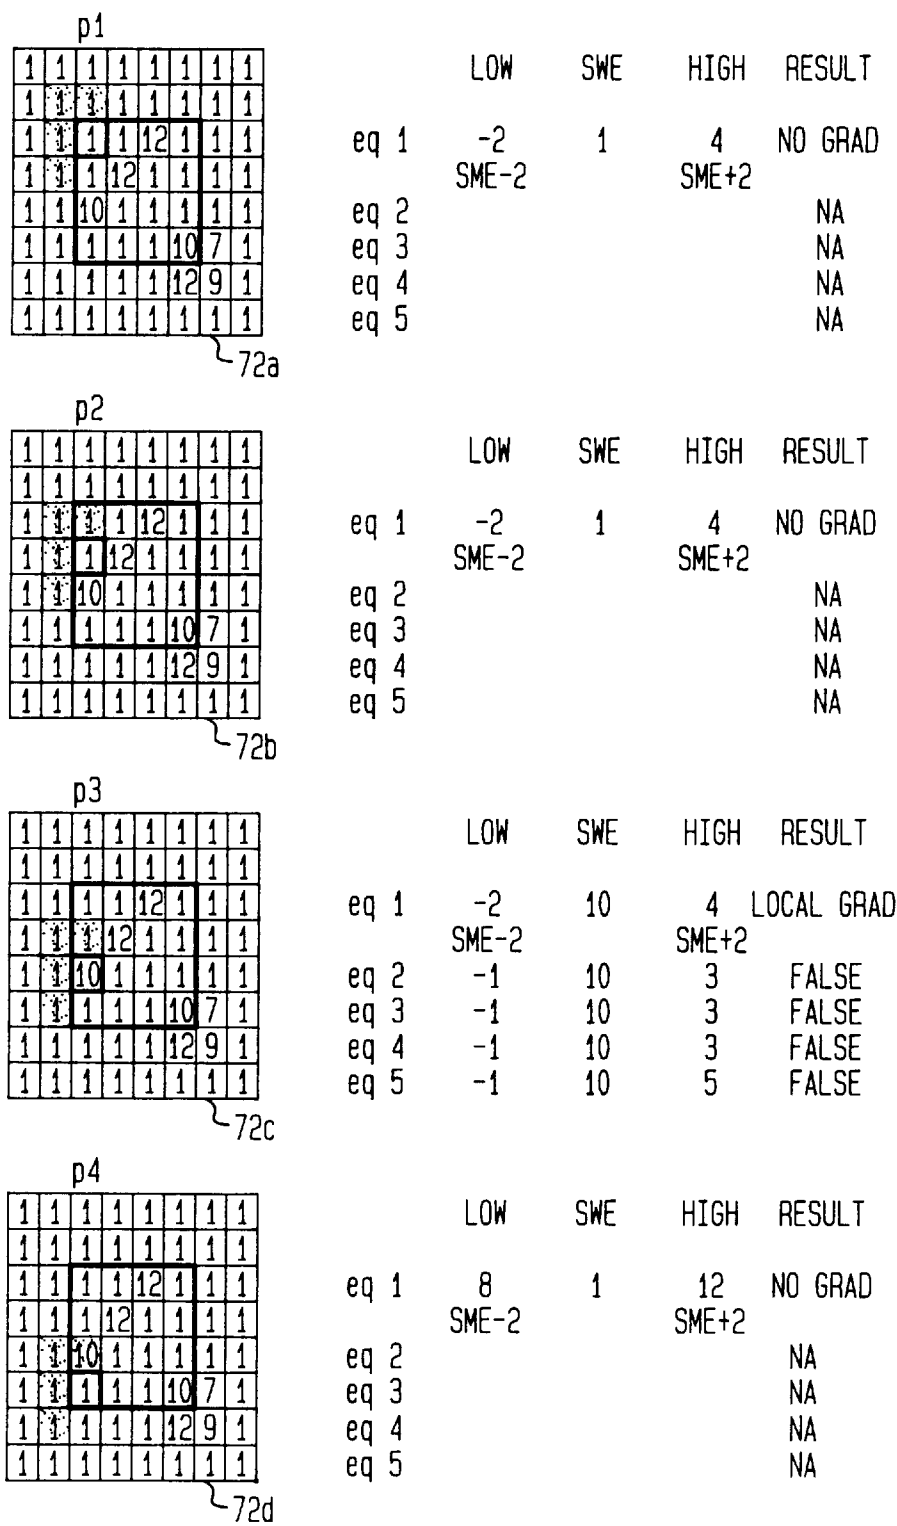 p1
1 1 1 1 1 1 1 1
1 1 1 1 1 1 1 1
1 1 1 1 12 1 1 1
1 1 1 12 1 1 1 1
1 1 10 1 1 1 1 1
1 1 1 1 1 10 7 1
1 1 1 1 1 12 9 1
1 1 1 1 1 1 1 1
72a
LOW SWE HIGH RESULT
eq 1 -2 1 4 NO GRAD
SME-2 SME+2
eq 2 NA
eq 3 NA
eq 4 NA
eq 5 NA
p2
1 1 1 1 1 1 1 1
1 1 1 1 1 1 1 1
1 1 1 1 12 1 1 1
1 1 1 12 1 1 1 1
1 1 10 1 1 1 1 1
1 1 1 1 1 10 7 1
1 1 1 1 1 12 9 1
1 1 1 1 1 1 1 1
72b
LOW SWE HIGH RESULT
eq 1 -2 1 4 NO GRAD
SME-2 SME+2
eq 2 NA
eq 3 NA
eq 4 NA
eq 5 NA
p3
1 1 1 1 1 1 1 1
1 1 1 1 1 1 1 1
1 1 1 1 12 1 1 1
1 1 1 12 1 1 1 1
1 1 10 1 1 1 1 1
1 1 1 1 1 10 7 1
1 1 1 1 1 12 9 1
1 1 1 1 1 1 1 1
72c
LOW SWE HIGH RESULT
eq 1 -2 10 4 LOCAL GRAD
SME-2 SME+2
eq 2 -1 10 3 FALSE
eq 3 -1 10 3 FALSE
eq 4 -1 10 3 FALSE
eq 5 -1 10 5 FALSE
p4
1 1 1 1 1 1 1 1
1 1 1 1 1 1 1 1
1 1 1 1 12 1 1 1
1 1 1 12 1 1 1 1
1 1 10 1 1 1 1 1
1 1 1 1 1 10 7 1
1 1 1 1 1 12 9 1
1 1 1 1 1 1 1 1
72d
LOW SWE HIGH RESULT
eq 1 8 1 12 NO GRAD
SME-2 SME+2
eq 2 NA
eq 3 NA
eq 4 NA
eq 5 NA